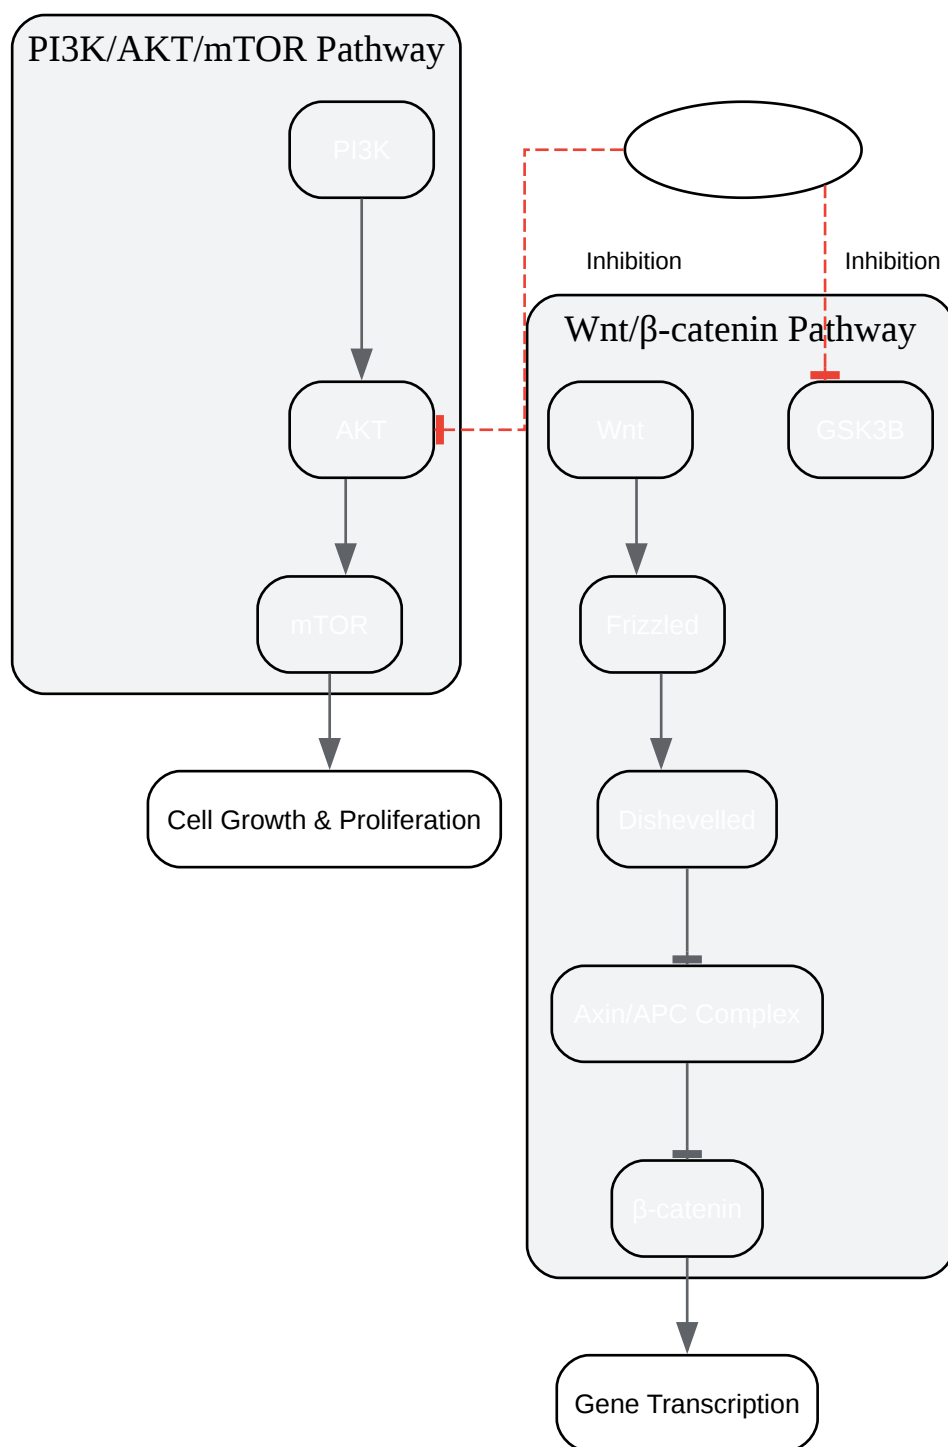 PI3K/AKT/mTOR Pathway
PI3K
Inhibition
Inhibition
Wnt/β-catenin Pathway
AKT
Wnt
GSK3B
mTOR
Frizzled
Cell Growth & Proliferation
Dishevelled
Axin/APC Complex
β-catenin
Gene Transcription